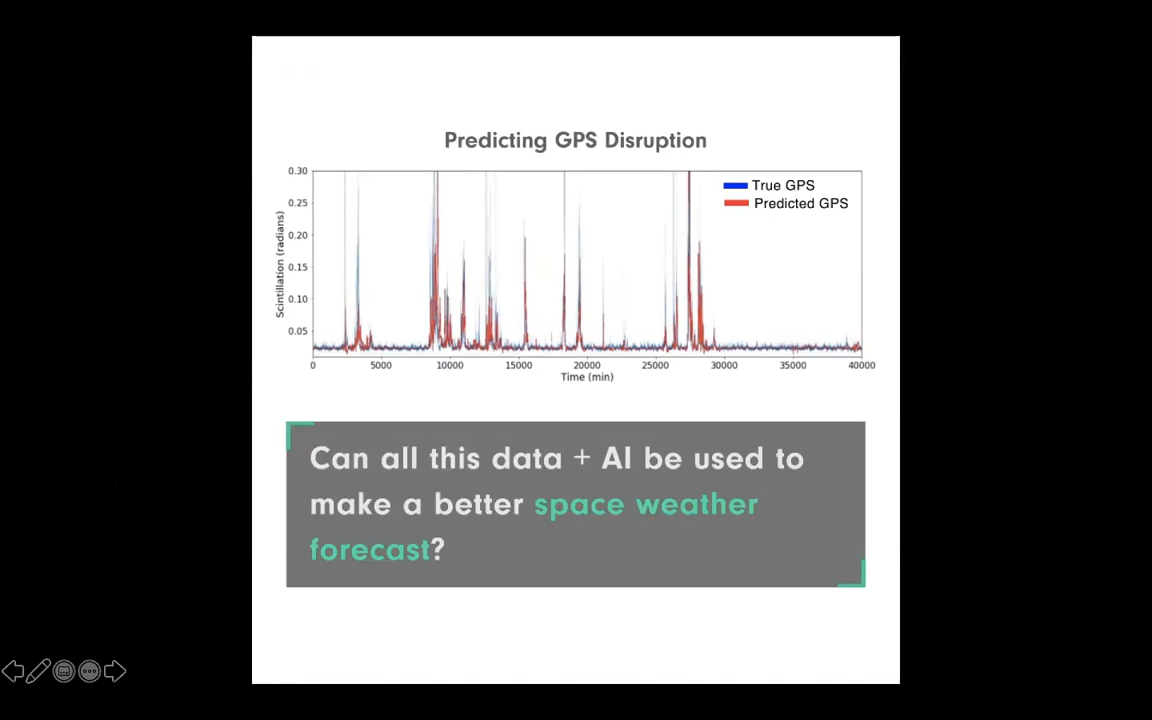 Predicting GPS Disruption
0.30
0.25
0.20
0.15
0.10
0.05
Scintillation (radians)
True GPS
Predicted GPS
0 5000 10000 15000 20000 25000 30000 35000 40000
Time (min)
Can all this data + AI be used to
make a better space weather
forecast?